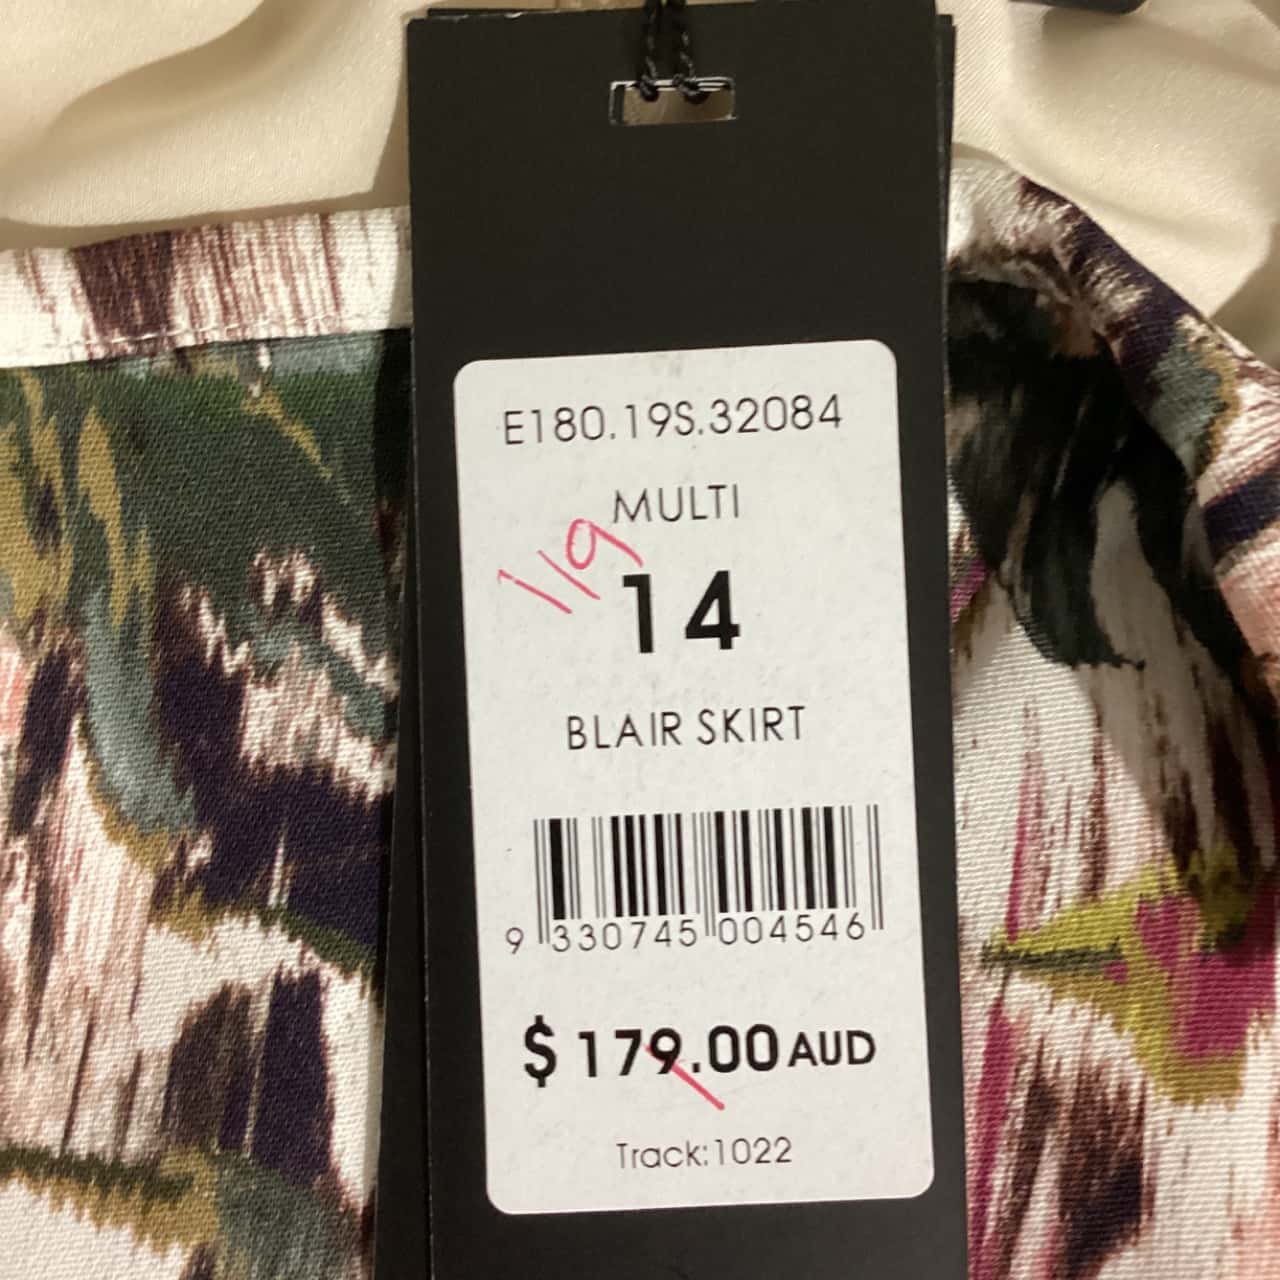 E180.19S.32084
MULTI
119
14
BLAIR SKIRT
9 330745 004546
$179.00 AUD
Track:1022